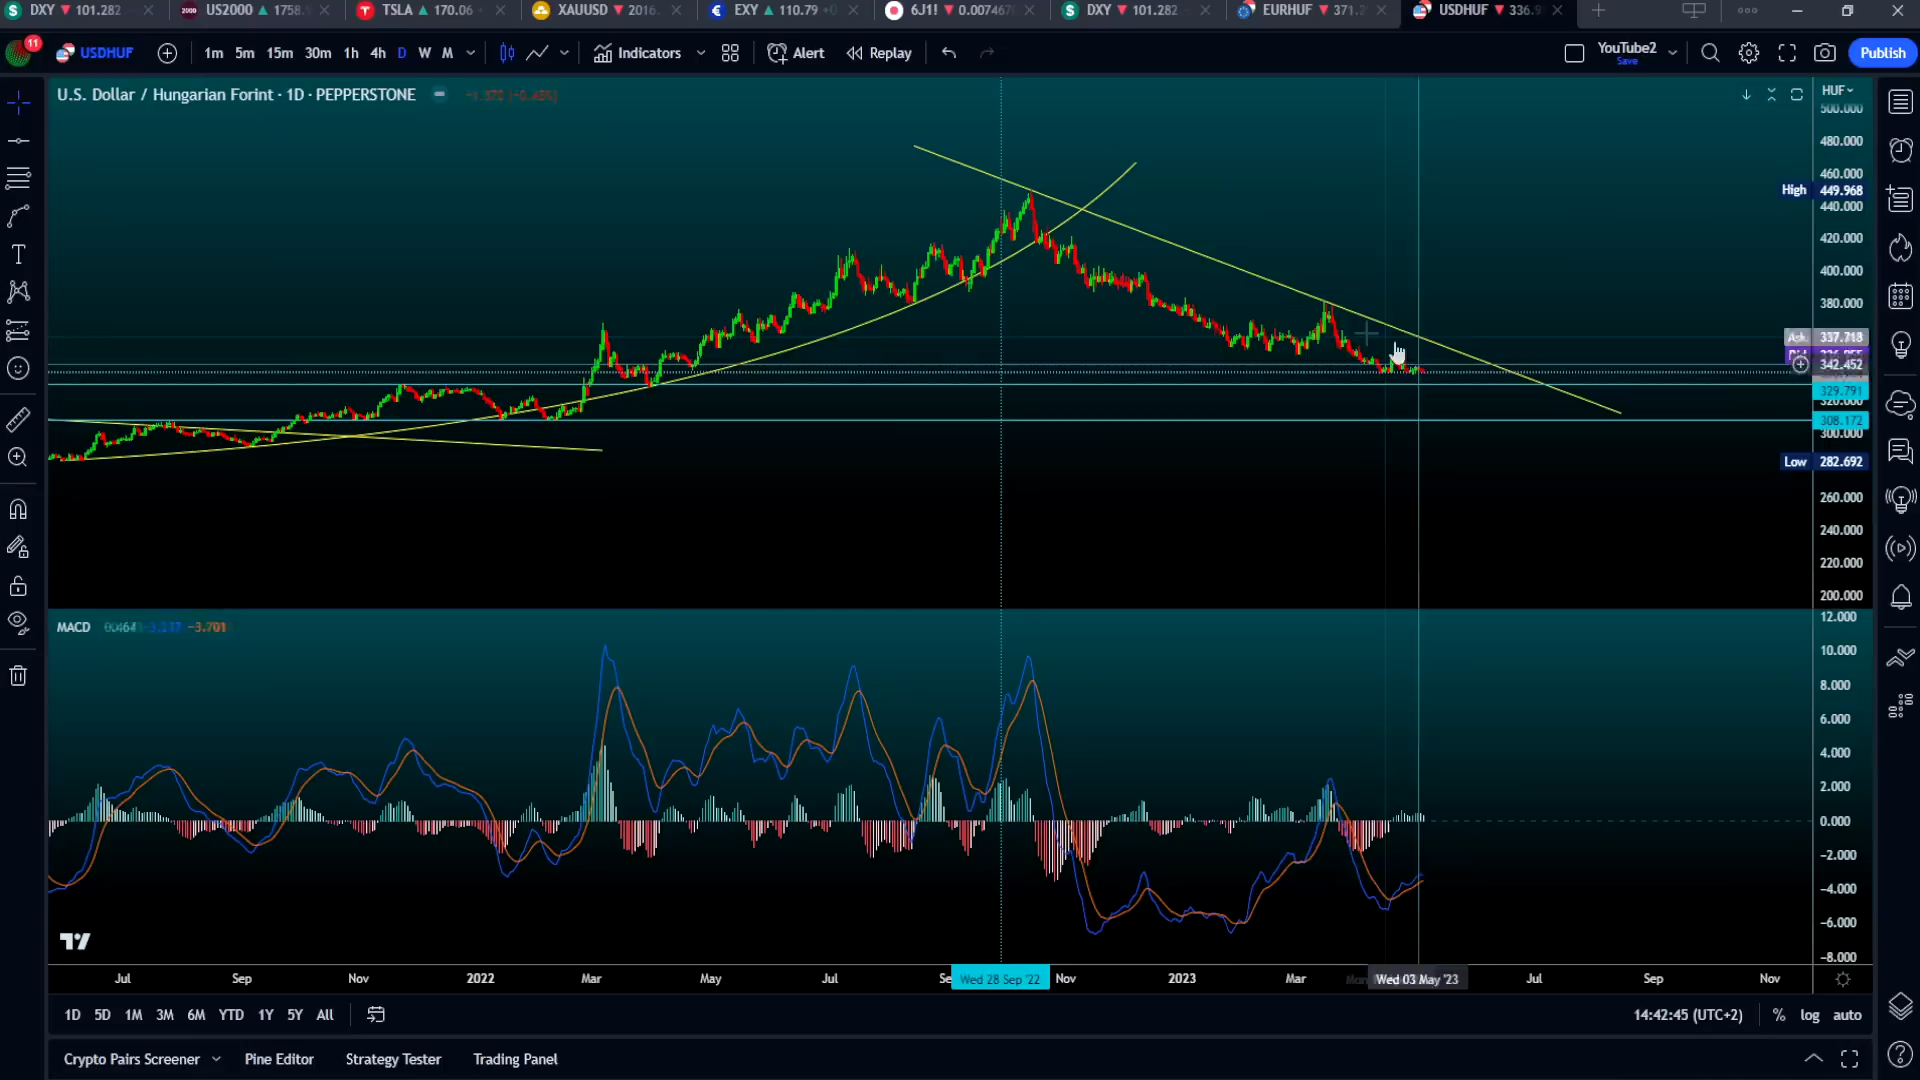 DXY 101.282 US2000 1758. TSLA 170.06 XAUUSD 2016. EXY 110.79 6J1! DXY 101.282 EURHUF 371. USDHUF 336.9
11 USDHUF 1m 5m 15m 30m 1h 4h D W M Indicators Alert Replay YouTube2 Save Publish
U.S. Dollar / Hungarian Forint · 1D · PEPPERSTONE
HUF
500.000
480.000
460.000
High 449.968
440.000
420.000
400.000
380.000
Ask 337.718
342.452
329.791
320.000
308.172
300.000
Low 282.692
260.000
240.000
220.000
200.000
MACD −3.701
12.000
10.000
8.000
6.000
4.000
2.000
0.000
−2.000
−4.000
−6.000
−8.000
Jul Sep Nov 2022 Mar May Jul Wed 28 Sep '22 Nov 2023 Mar Wed 03 May '23 Jul Sep Nov
1D 5D 1M 3M 6M YTD 1Y 5Y All 14:42:45 (UTC+2) % log auto
Crypto Pairs Screener Pine Editor Strategy Tester Trading Panel